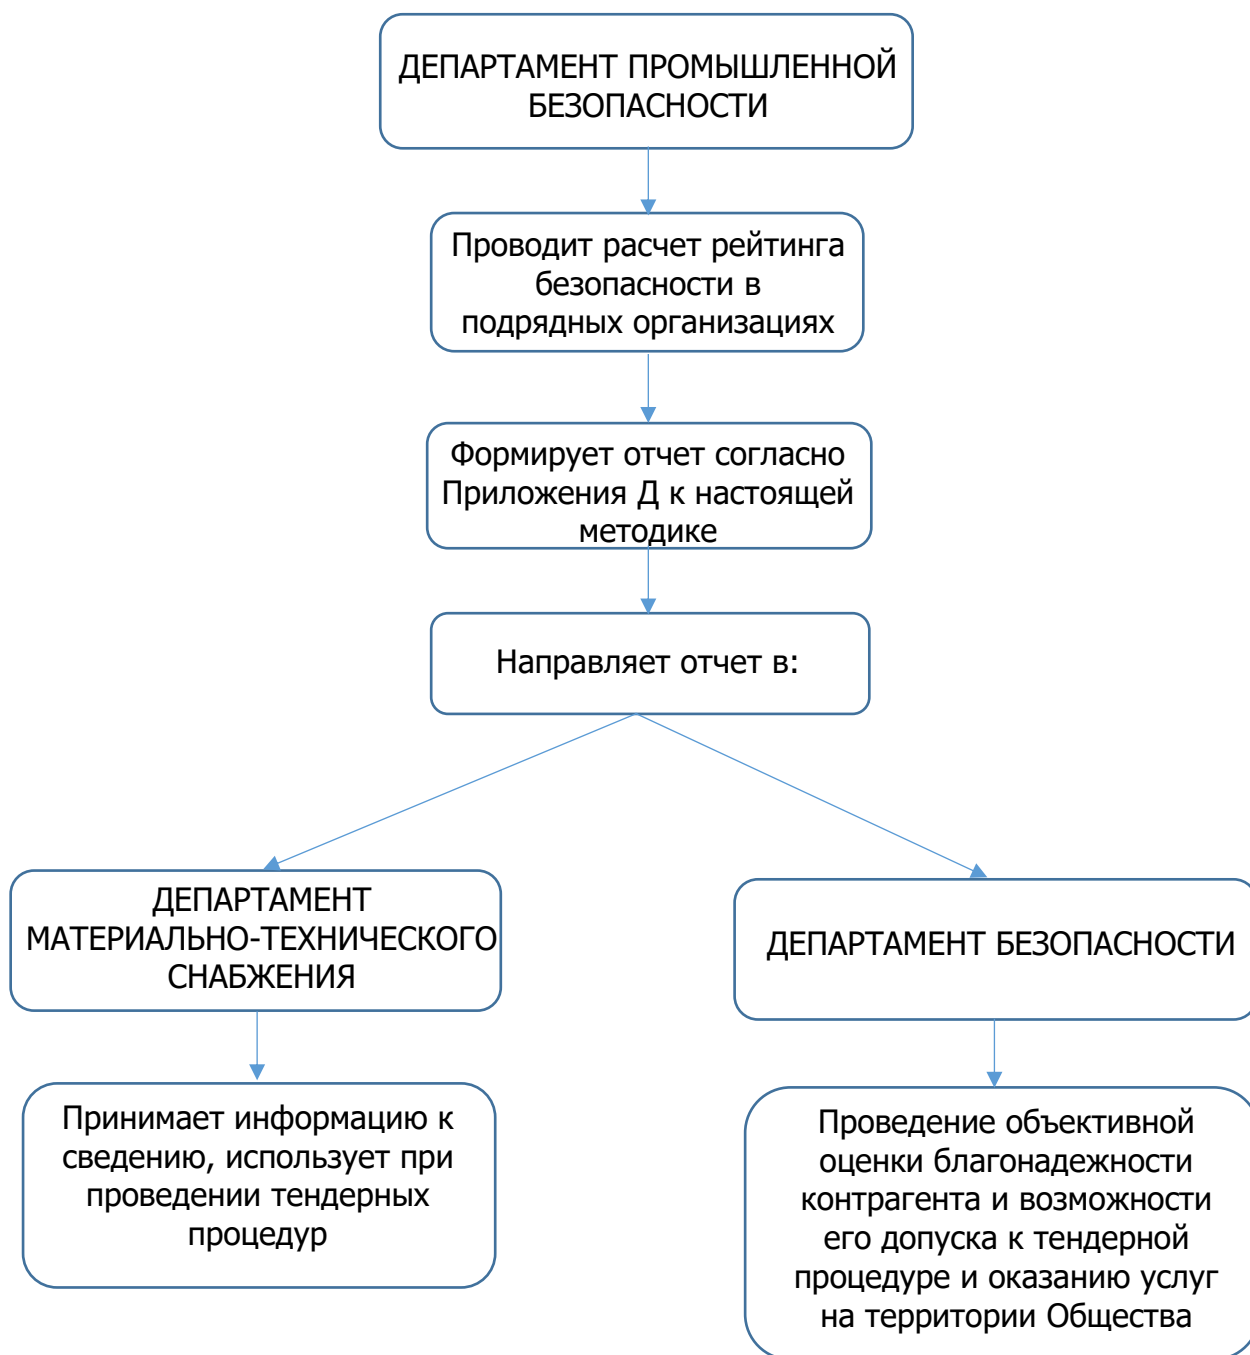 ДЕПАРТАМЕНТ ПРОМЫШЛЕННОЙ
БЕЗОПАСНОСТИ
Проводит расчет рейтинга
безопасности в
подрядных организациях
Формирует отчет согласно
Приложения Д к настоящей
методике
Направляет отчет в:
ДЕПАРТАМЕНТ
МАТЕРИАЛЬНО-ТЕХНИЧЕСКОГО
СНАБЖЕНИЯ
ДЕПАРТАМЕНТ БЕЗОПАСНОСТИ
Принимает информацию к
сведению, использует при
проведении тендерных
процедур
Проведение объективной
оценки благонадежности
контрагента и возможности
его допуска к тендерной
процедуре и оказанию услуг
на территории Общества